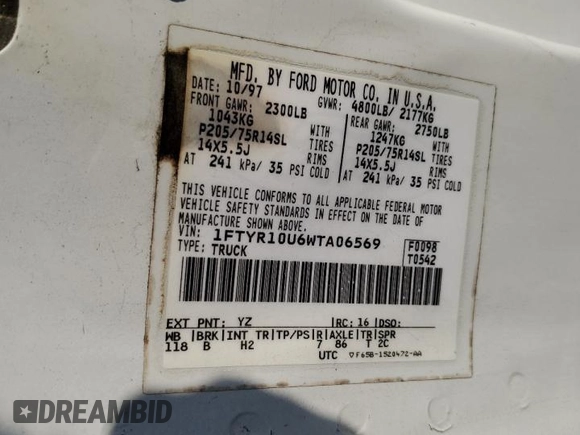 MFD. BY FORD MOTOR CO. IN U.S.A.
DATE: 10/97 GVWR: 4800LB/ 2177KG
FRONT GAWR: 2300LB REAR GAWR: 2750LB
1043KG WITH 1247KG WITH
P205/75R14SL TIRES P205/75R14SL TIRES
14X5.5J RIMS 14X5.5J RIMS
AT 241 kPa/ 35 PSI COLD AT 241 kPa/ 35 PSI COLD
THIS VEHICLE CONFORMS TO ALL APPLICABLE FEDERAL MOTOR
VEHICLE SAFETY STANDARDS IN EFFECT ON THE DATE OF
MANUFACTURE SHOWN ABOVE.
VIN: 1FTYR10U6WTA06569 F0098
TYPE: TRUCK T0542
EXT PNT: YZ RC: 16 DSO:
WB BRK INT TR TP/PS R AXLE TR SPR
118 B H2 7 86 T 2C
UTC F65B-1520472-AA
DREAMBID